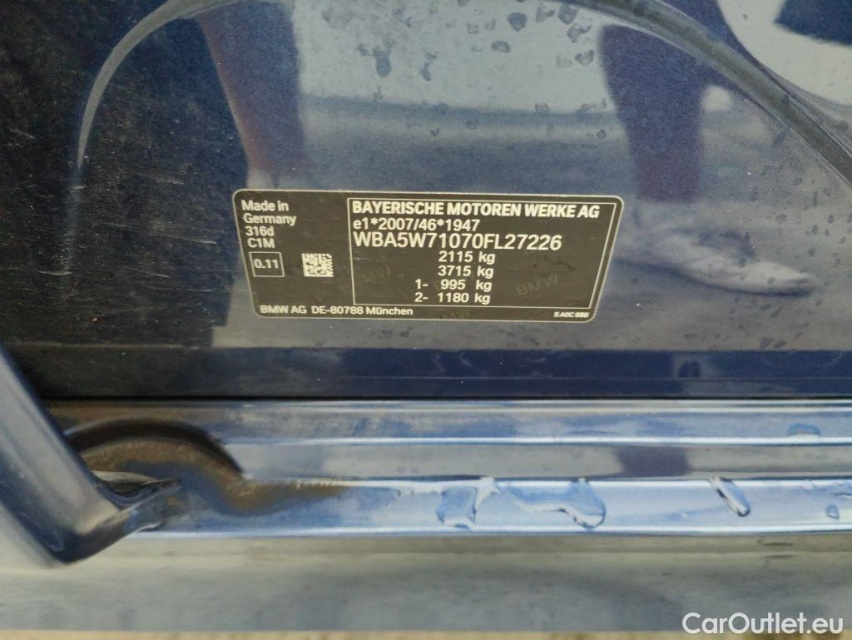 Made in
Germany
316d
C1M
0.11
BAYERISCHE MOTOREN WERKE AG
e1*2007/46*1947
WBA5W71070FL27226
2115 kg
3715 kg
1- 995 kg
2- 1180 kg
BMW
BMW AG DE-80788 München
CarOutlet.eu